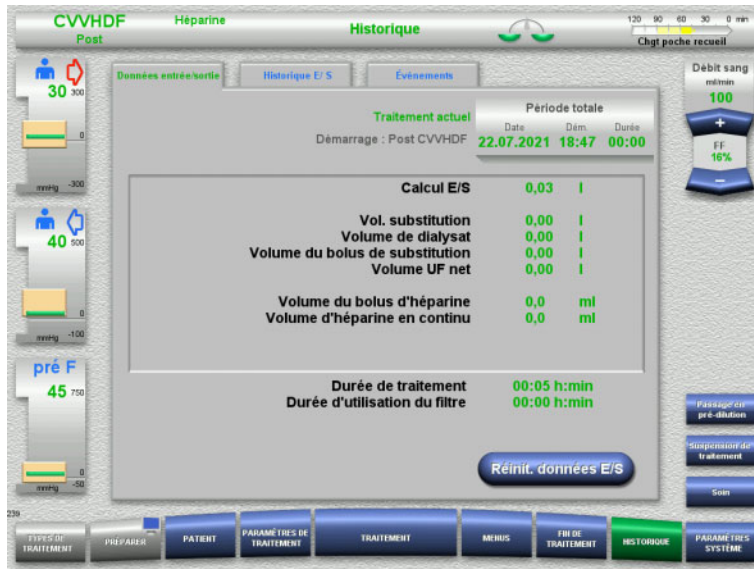 CVVHDF
Post
Héparine
Historique
120 90 60 30 0 min
Chgt poche recueil
30 300
0
mmHg -300
40 500
0
mmHg -100
pré F
45 750
0
mmHg -50
Données entrée/sortie
Historique E/ S
Événements
Traitement actuel
Démarrage : Post CVVHDF
Période totale
Date Dém. Durée
22.07.2021 18:47 00:00
Calcul E/S 0,03 l
Vol. substitution 0,00 l
Volume de dialysat 0,00 l
Volume du bolus de substitution 0,00 l
Volume UF net 0,00 l
Volume du bolus d'héparine 0,0 ml
Volume d'héparine en continu 0,0 ml
Durée de traitement 00:05 h:min
Durée d'utilisation du filtre 00:00 h:min
Réinit. données E/S
Débit sang
ml/min
100
+
FF
16%
−
Passage en
pré-dilution
Suspension de
traitement
Soin
239
TYPES DE
TRAITEMENT
PRÉPARER
PATIENT
PARAMÈTRES DE
TRAITEMENT
TRAITEMENT
MENUS
FIN DE
TRAITEMENT
HISTORIQUE
PARAMÈTRES
SYSTÈME